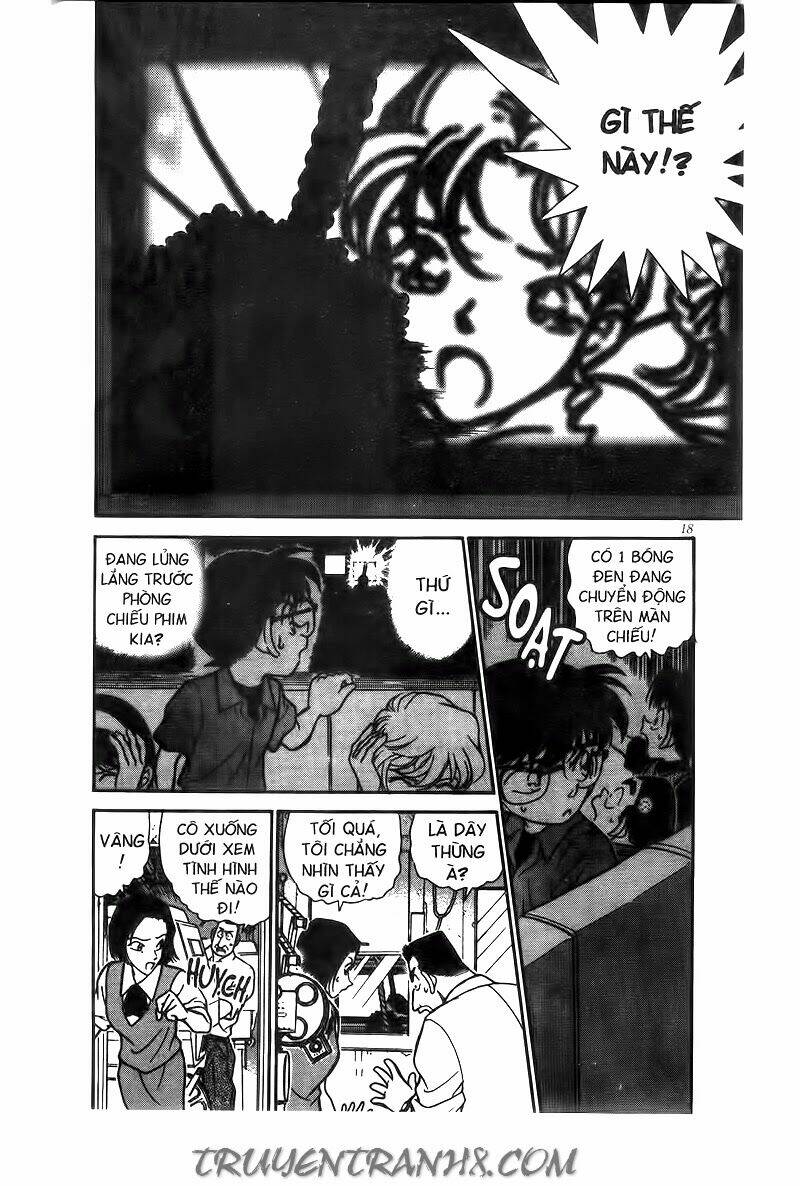 GÌ THẾ
NÀY!?
18
CÓ 1 BÓNG
ĐEN ĐANG
CHUYỂN ĐỘNG
TRÊN MÀN
CHIẾU!
SOẠT
THỨ
GÌ...
ĐANG LỦNG
LẲNG TRƯỚC
PHÒNG
CHIẾU PHIM
KIA?
LÀ DÂY
THỪNG
À?
TỐI QUÁ,
TÔI CHẲNG
NHÌN THẤY
GÌ CẢ!
CÔ XUỐNG
DƯỚI XEM
TÌNH HÌNH
THẾ NÀO
ĐI!
VÂNG
!
HUỴCH
TRUYENTRANH8.COM